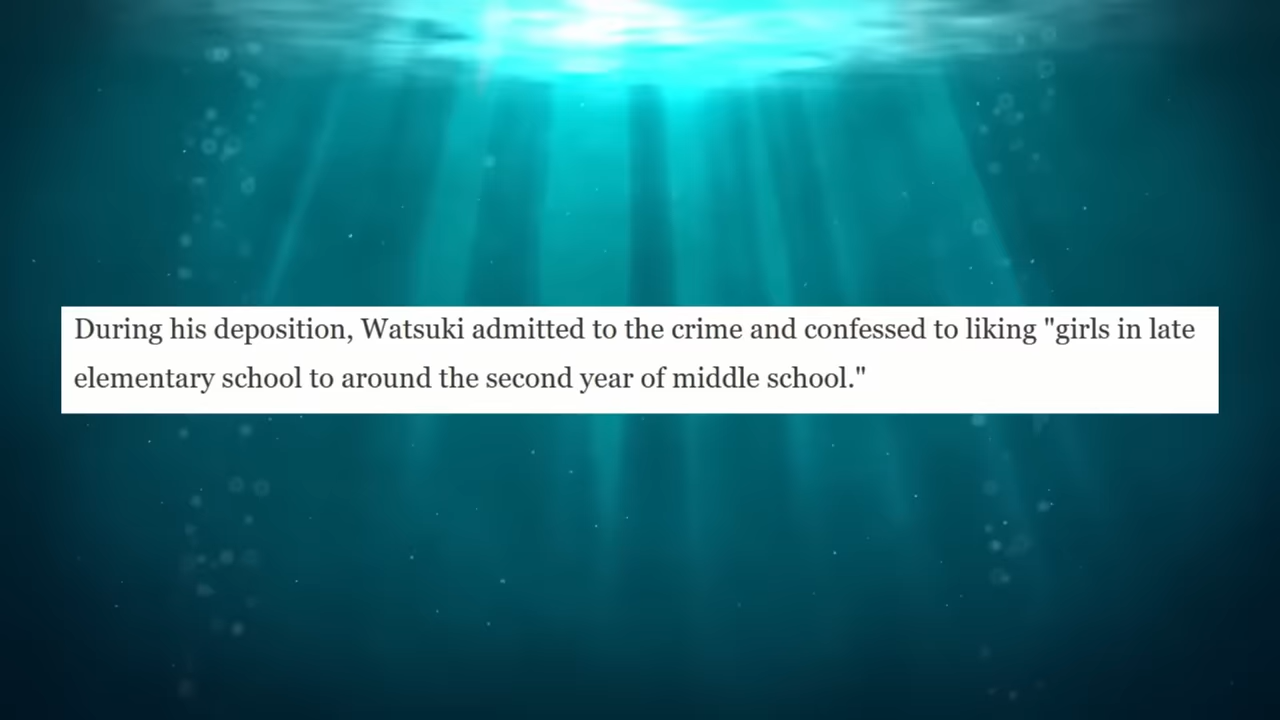 During his deposition, Watsuki admitted to the crime and confessed to liking "girls in late
elementary school to around the second year of middle school."